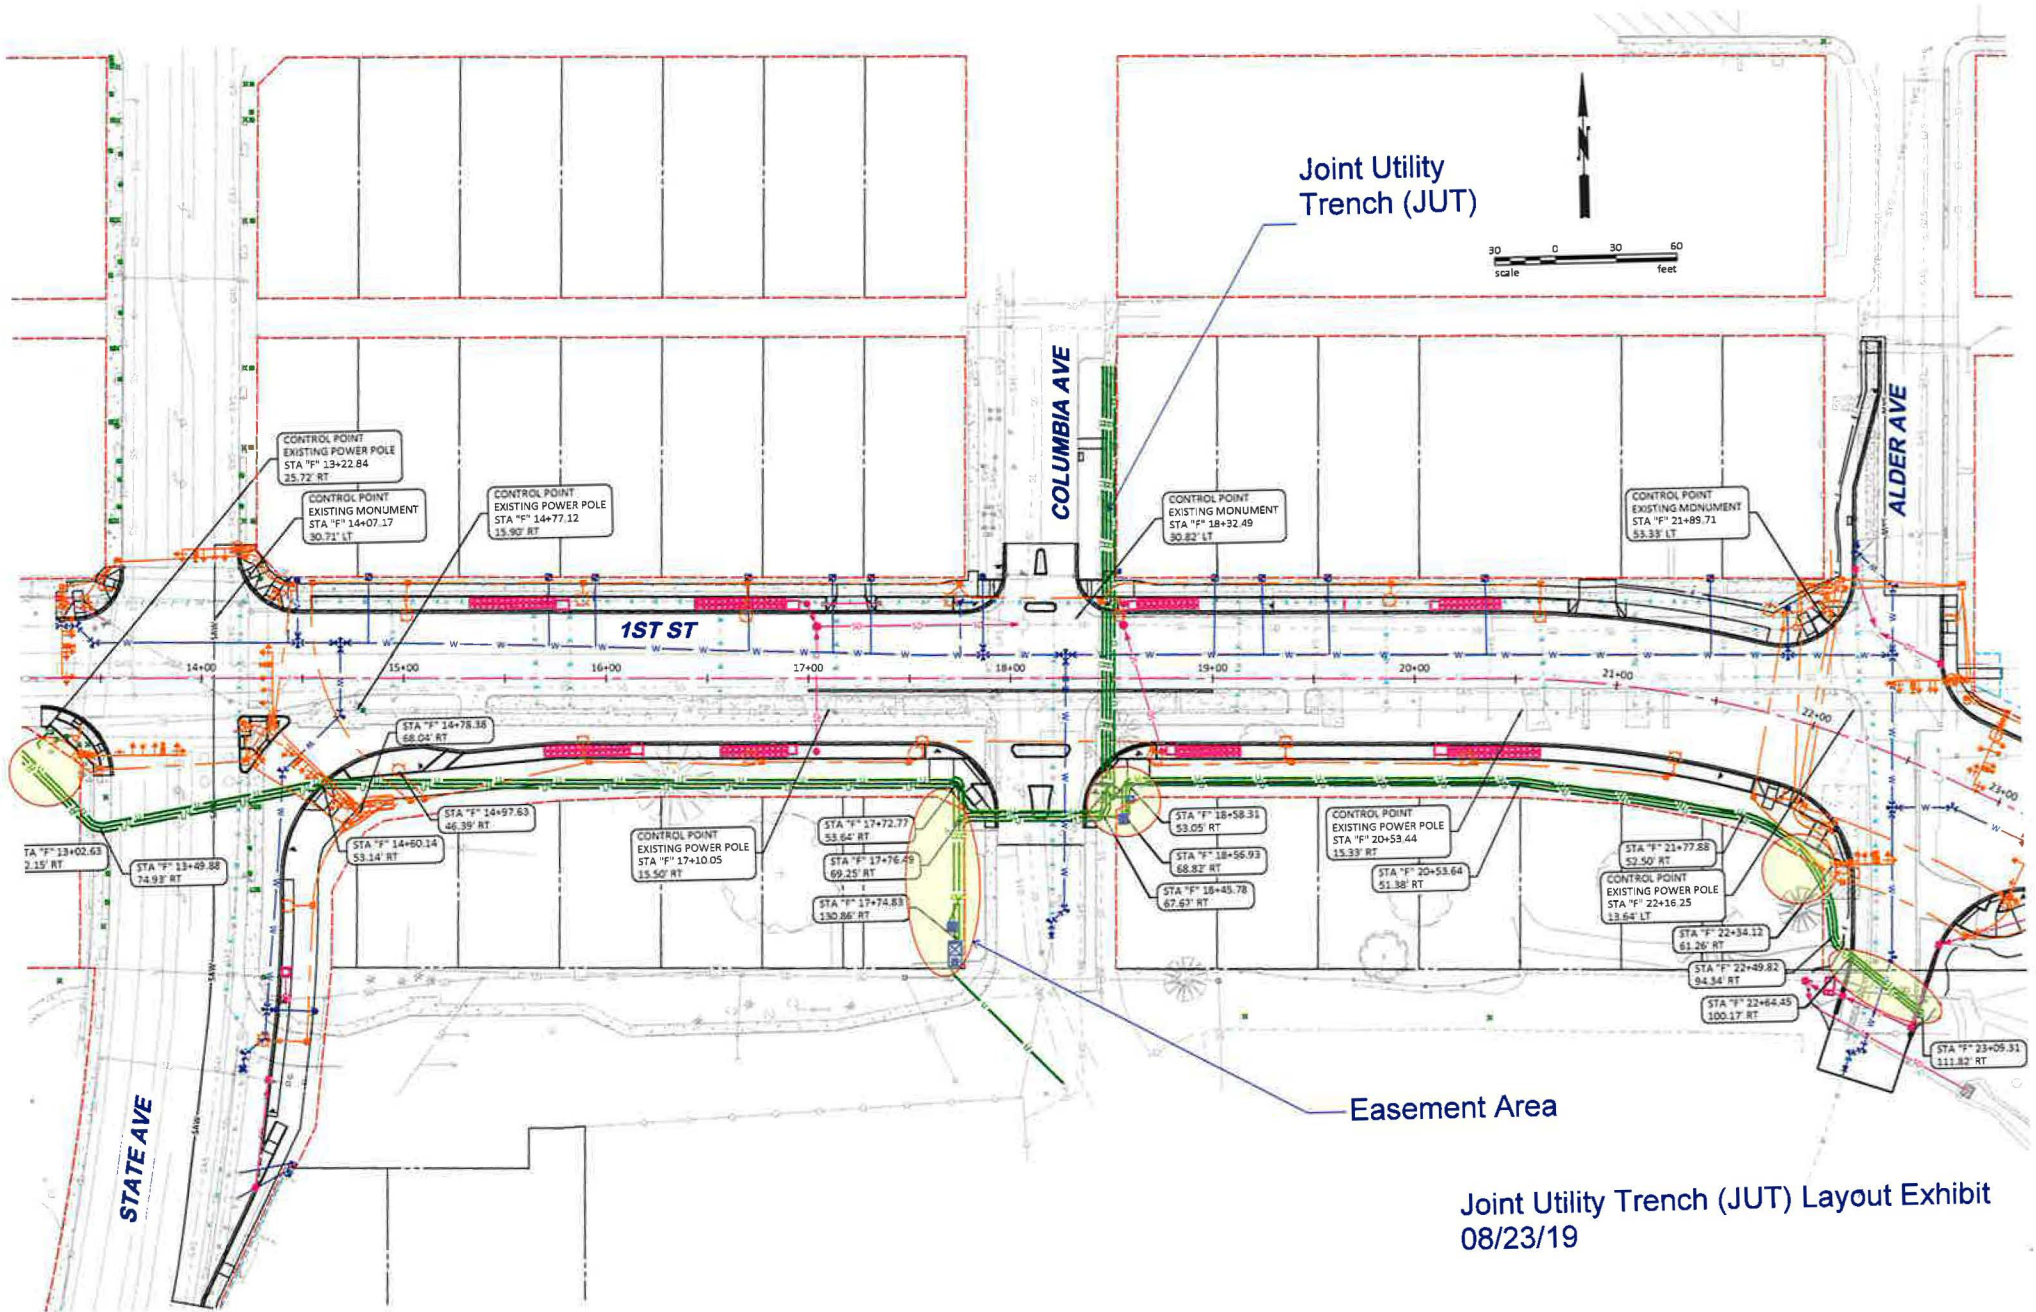 Joint Utility
Trench (JUT)
30 0 30 60
scale feet
COLUMBIA AVE
ALDER AVE
CONTROL POINT
EXISTING POWER POLE
STA "F" 13+22.84
25.72' RT
CONTROL POINT
EXISTING MONUMENT
STA "F" 14+07.17
30.71' LT
CONTROL POINT
EXISTING POWER POLE
STA "F" 14+77.12
15.90' RT
CONTROL POINT
EXISTING MONUMENT
STA "F" 18+32.49
30.82' LT
CONTROL POINT
EXISTING MONUMENT
STA "F" 21+89.71
53.33' LT
1ST ST
14+00
15+00
16+00
17+00
18+00
19+00
20+00
21+00
22+00
23+00
STA "F" 14+78.38
68.04' RT
STA "F" 14+97.63
46.39' RT
STA "F" 14+60.14
53.14' RT
TA "F" 13+02.63
2.15' RT
STA "F" 13+49.88
74.93' RT
CONTROL POINT
EXISTING POWER POLE
STA "F" 17+10.05
15.50' RT
STA "F" 17+72.77
53.64' RT
STA "F" 17+76.49
69.25' RT
STA "F" 17+74.83
130.86' RT
STA "F" 18+58.31
53.05' RT
STA "F" 18+56.93
68.82' RT
STA "F" 18+45.78
67.67' RT
CONTROL POINT
EXISTING POWER POLE
STA "F" 20+53.44
15.33' RT
STA "F" 20+53.64
51.38' RT
STA "F" 21+77.88
52.50' RT
CONTROL POINT
EXISTING POWER POLE
STA "F" 22+16.25
13.64' LT
STA "F" 22+34.12
61.26' RT
STA "F" 22+49.82
94.34' RT
STA "F" 22+64.45
100.17' RT
STA "F" 23+09.31
111.82' RT
STATE AVE
Easement Area
Joint Utility Trench (JUT) Layout Exhibit
08/23/19